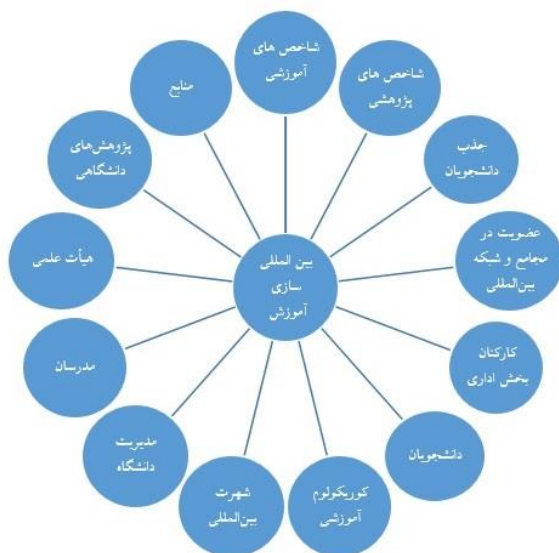 شاخص های
آموزشی
شاخص های
پژوهشی
جذب
دانشجویان
عضویت در
مجامع و شبکه
بین‌المللی
کارکنان
بخش اداری
دانشجویان
کوریکولوم
آموزشی
شهرت
بین‌المللی
مدیریت
دانشگاه
مدرسان
هیأت علمی
پژوهش‌های
دانشگاهی
منابع
بین المللی
سازی
آموزش